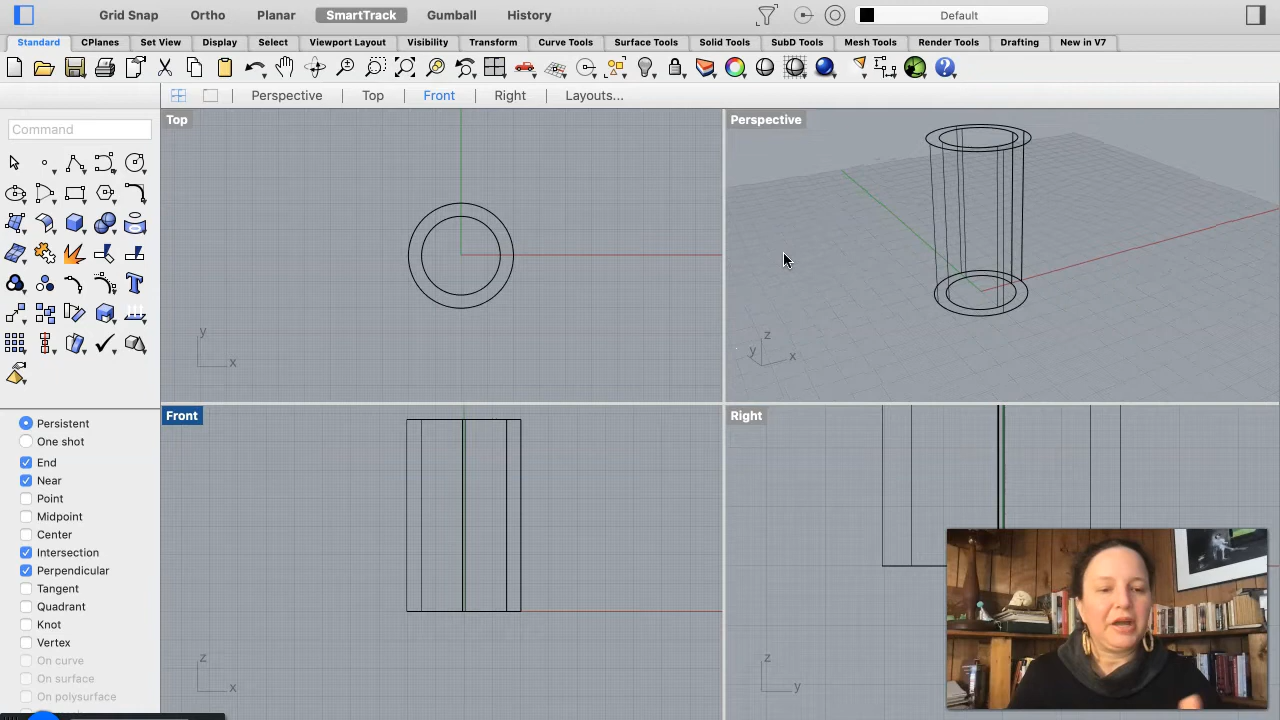 Grid Snap Ortho Planar SmartTrack Gumball History Default
Standard CPlanes Set View Display Select Viewport Layout Visibility Transform Curve Tools Surface Tools Solid Tools SubD Tools Mesh Tools Render Tools Drafting New in V7
Perspective Top Front Right Layouts...
Command
Top
y
x
Perspective
z
y
x
Front
z
x
Right
z
y
Persistent
One shot
End
Near
Point
Midpoint
Center
Intersection
Perpendicular
Tangent
Quadrant
Knot
Vertex
On curve
On surface
On polysurface